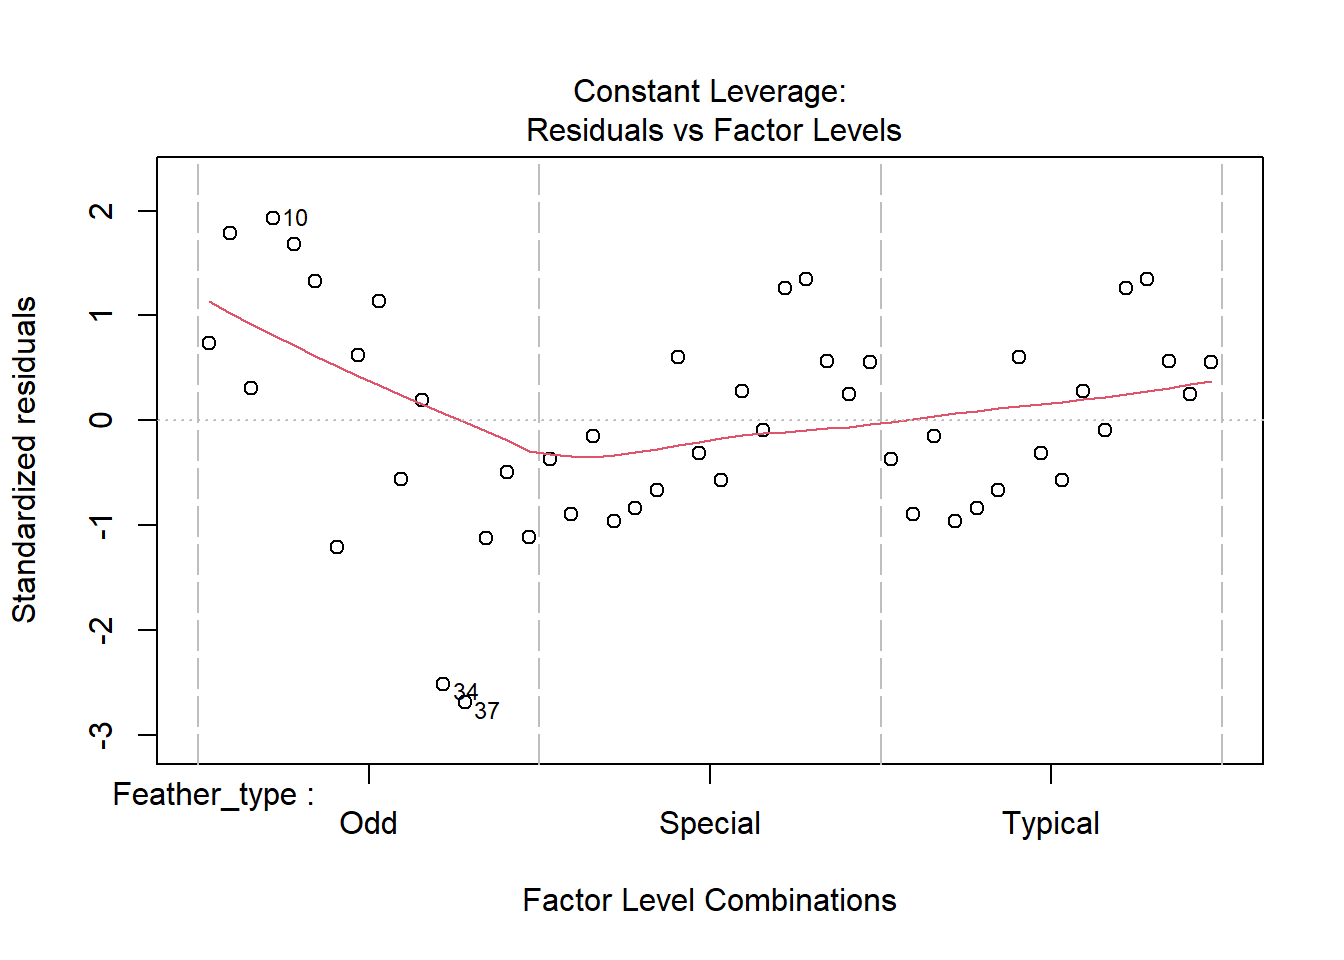 Constant Leverage:
Residuals vs Factor Levels
Standardized residuals
2
1
0
-1
-2
-3
10
34
37
Feather_type :
Odd Special Typical
Factor Level Combinations